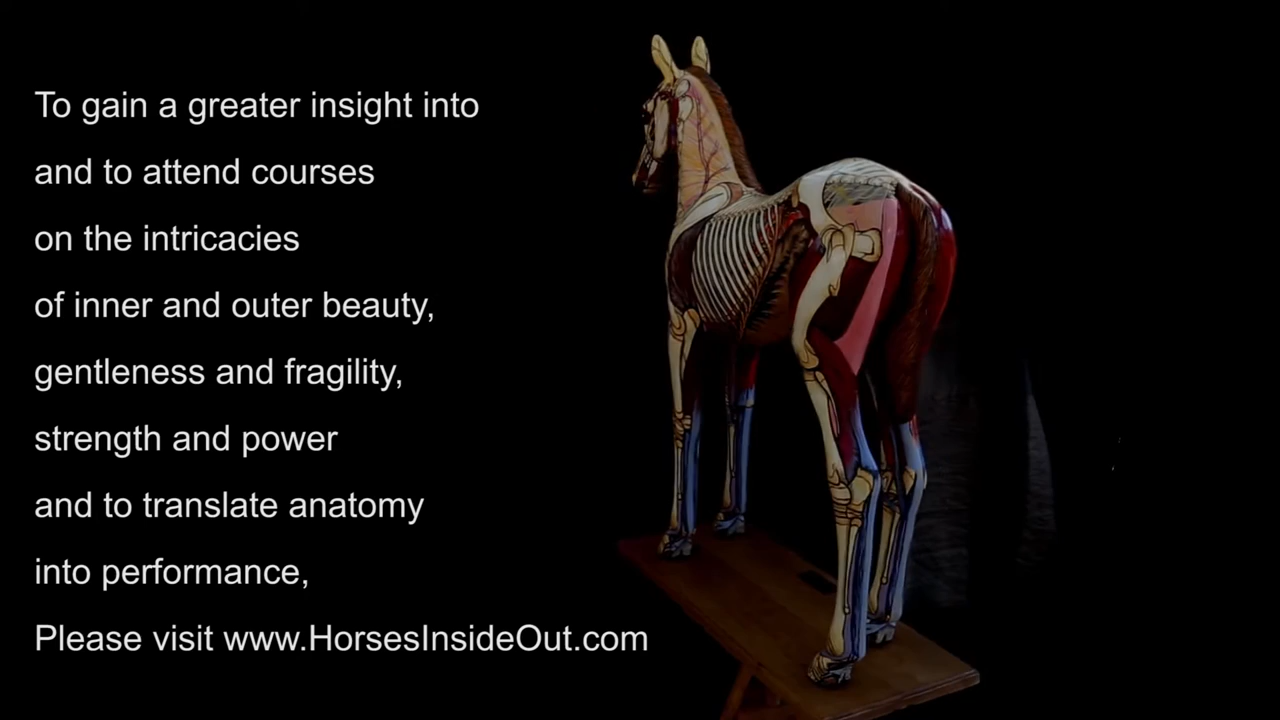 To gain a greater insight into
and to attend courses
on the intricacies
of inner and outer beauty,
gentleness and fragility,
strength and power
and to translate anatomy
into performance,
Please visit www.HorsesInsideOut.com